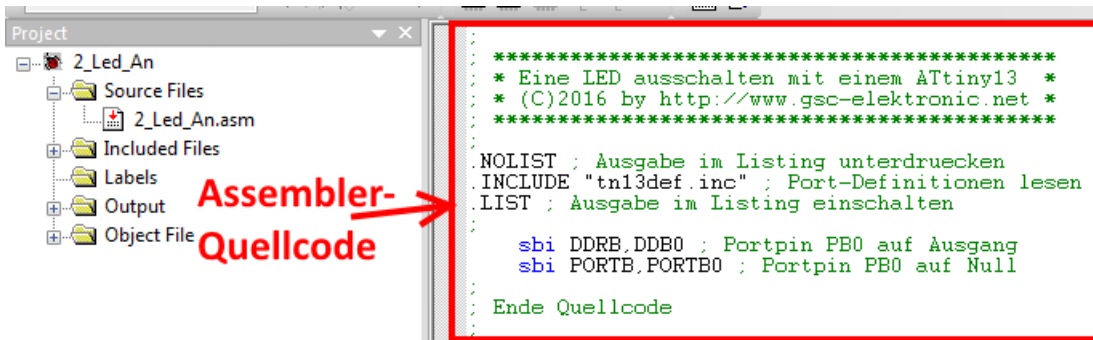 Project
2_Led_An
Source Files
2_Led_An.asm
Included Files
Labels
Output
Object File
Assembler-
Quellcode
;
; *******************************************
; * Eine LED ausschalten mit einem ATtiny13  *
; * (C)2016 by http://www.gsc-elektronic.net *
; *******************************************
;
.NOLIST ; Ausgabe im Listing unterdruecken
.INCLUDE "tn13def.inc" ; Port-Definitionen lesen
.LIST ; Ausgabe im Listing einschalten
;
sbi DDRB,DDB0 ; Portpin PB0 auf Ausgang
sbi PORTB,PORTB0 ; Portpin PB0 auf Null
;
; Ende Quellcode
;